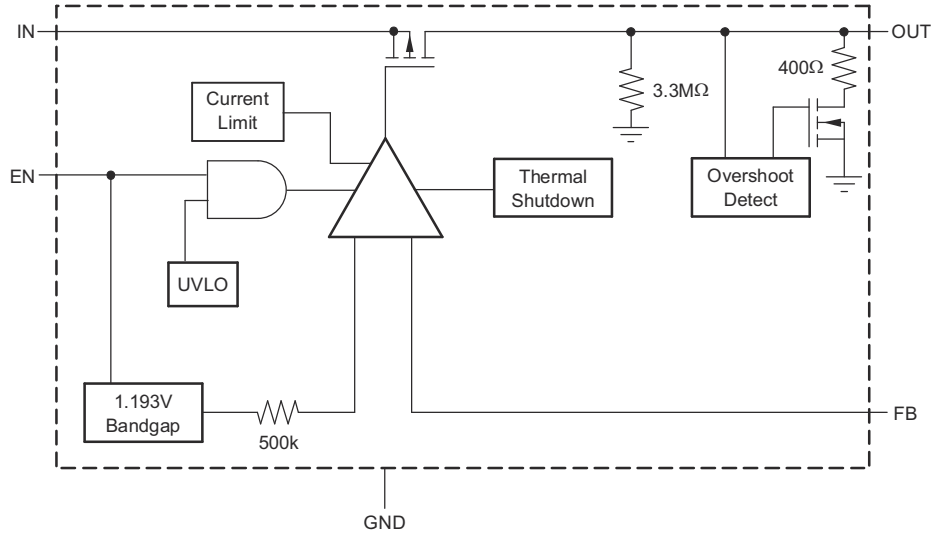 IN
OUT
400Ω
3.3MΩ
Current
Limit
EN
Thermal
Shutdown
Overshoot
Detect
UVLO
1.193V
Bandgap
500k
FB
GND